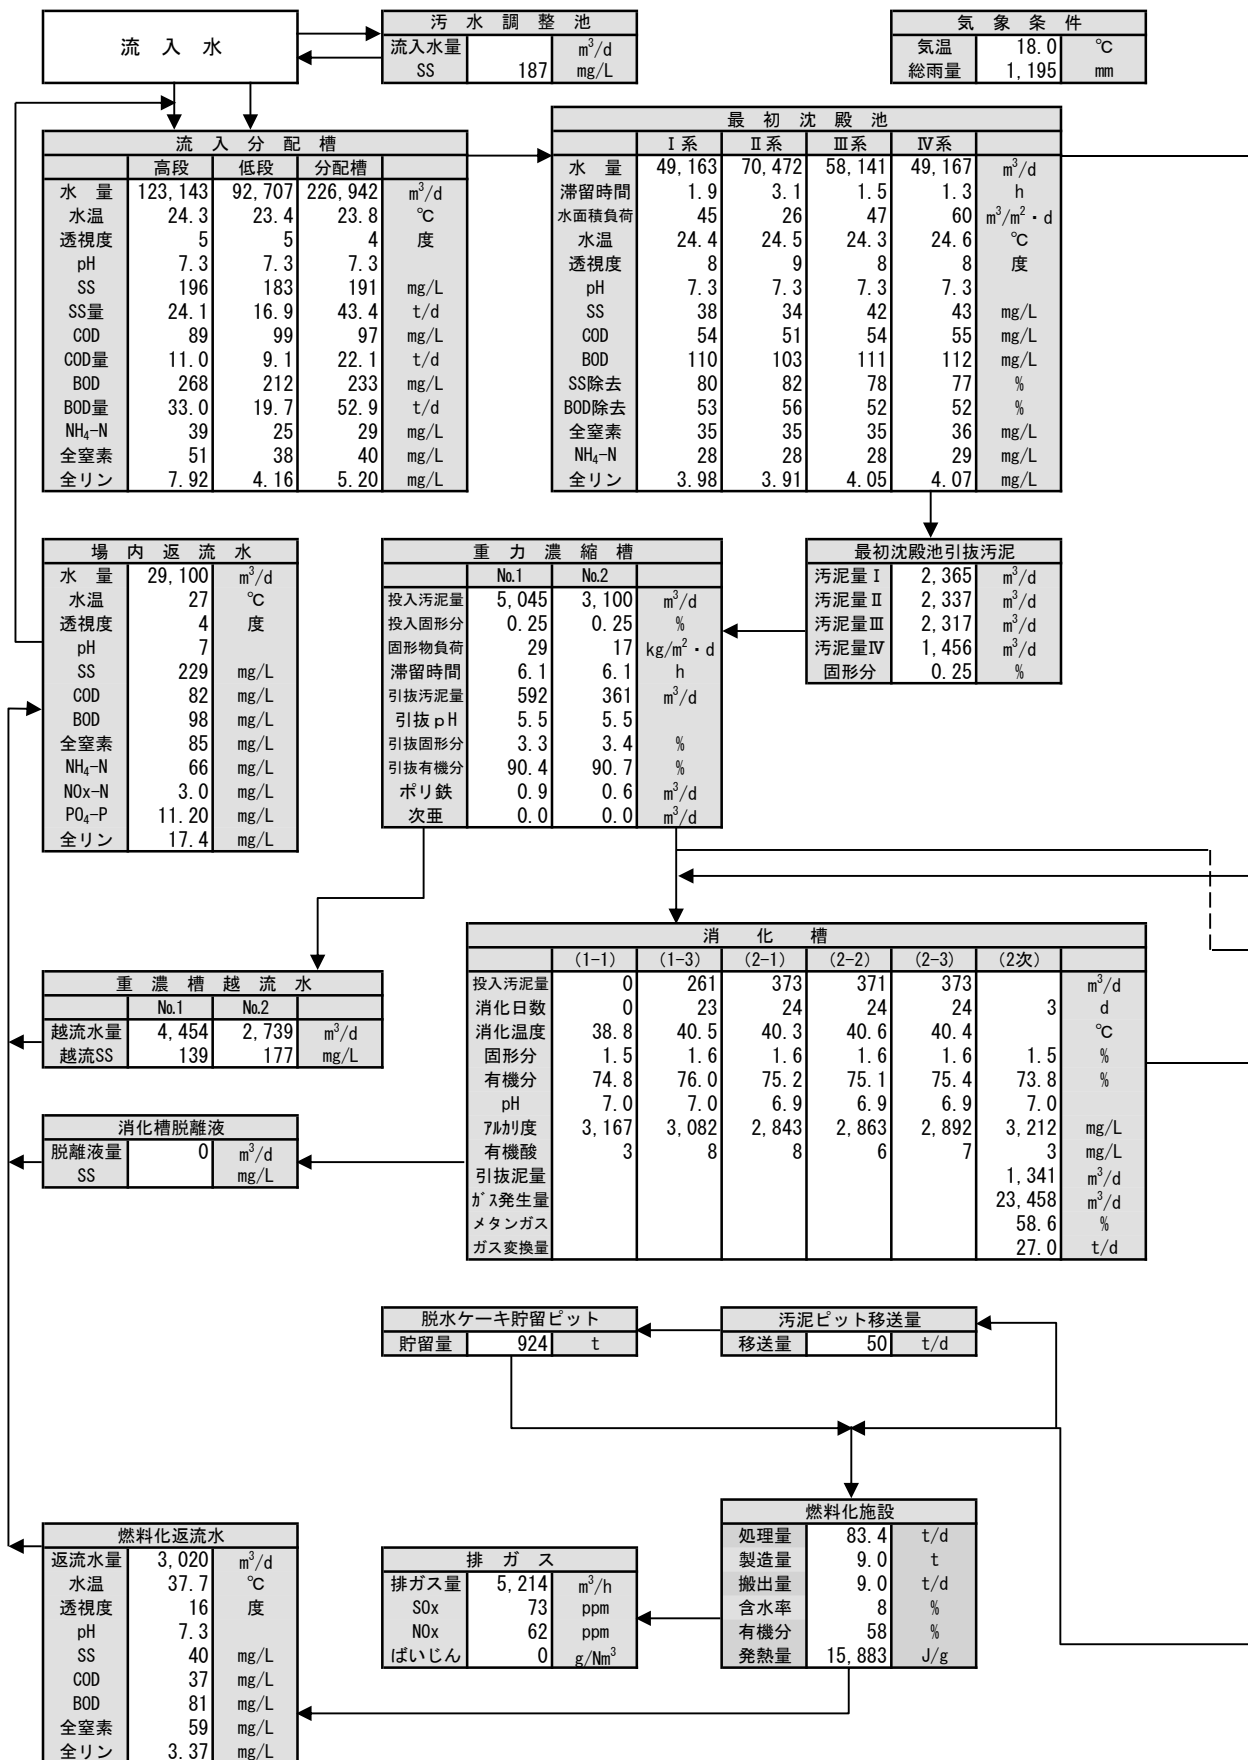 流 入 水
汚 水 調 整 池
流入水量 m³/d
SS 187 mg/L
気 象 条 件
気温 18.0 ℃
総雨量 1,195 mm
流 入 分 配 槽
高段 低段 分配槽
水 量 123,143 92,707 226,942 m³/d
水温 24.3 23.4 23.8 ℃
透視度 5 5 4 度
pH 7.3 7.3 7.3
SS 196 183 191 mg/L
SS量 24.1 16.9 43.4 t/d
COD 89 99 97 mg/L
COD量 11.0 9.1 22.1 t/d
BOD 268 212 233 mg/L
BOD量 33.0 19.7 52.9 t/d
NH₄-N 39 25 29 mg/L
全窒素 51 38 40 mg/L
全リン 7.92 4.16 5.20 mg/L
最 初 沈 殿 池
Ⅰ系 Ⅱ系 Ⅲ系 Ⅳ系
水 量 49,163 70,472 58,141 49,167 m³/d
滞留時間 1.9 3.1 1.5 1.3 h
水面積負荷 45 26 47 60 m³/m²・d
水温 24.4 24.5 24.3 24.6 ℃
透視度 8 9 8 8 度
pH 7.3 7.3 7.3 7.3
SS 38 34 42 43 mg/L
COD 54 51 54 55 mg/L
BOD 110 103 111 112 mg/L
SS除去 80 82 78 77 %
BOD除去 53 56 52 52 %
全窒素 35 35 35 36 mg/L
NH₄-N 28 28 28 29 mg/L
全リン 3.98 3.91 4.05 4.07 mg/L
場 内 返 流 水
水 量 29,100 m³/d
水温 27 ℃
透視度 4 度
pH 7
SS 229 mg/L
COD 82 mg/L
BOD 98 mg/L
全窒素 85 mg/L
NH₄-N 66 mg/L
NOx-N 3.0 mg/L
PO₄-P 11.20 mg/L
全リン 17.4 mg/L
重 力 濃 縮 槽
№1 №2
投入汚泥量 5,045 3,100 m³/d
投入固形分 0.25 0.25 %
固形物負荷 29 17 kg/m²・d
滞留時間 6.1 6.1 h
引抜汚泥量 592 361 m³/d
引抜pH 5.5 5.5
引抜固形分 3.3 3.4 %
引抜有機分 90.4 90.7 %
ポリ鉄 0.9 0.6 m³/d
次亜 0.0 0.0 m³/d
最初沈殿池引抜汚泥
汚泥量Ⅰ 2,365 m³/d
汚泥量Ⅱ 2,337 m³/d
汚泥量Ⅲ 2,317 m³/d
汚泥量Ⅳ 1,456 m³/d
固形分 0.25 %
重 濃 槽 越 流 水
№1 №2
越流水量 4,454 2,739 m³/d
越流SS 139 177 mg/L
消化槽脱離液
脱離液量 0 m³/d
SS mg/L
消 化 槽
(1-1) (1-3) (2-1) (2-2) (2-3) (2次)
投入汚泥量 0 261 373 371 373 m³/d
消化日数 0 23 24 24 24 3 d
消化温度 38.8 40.5 40.3 40.6 40.4 ℃
固形分 1.5 1.6 1.6 1.6 1.6 1.5 %
有機分 74.8 76.0 75.2 75.1 75.4 73.8 %
pH 7.0 7.0 6.9 6.9 6.9 7.0
ｱﾙｶﾘ度 3,167 3,082 2,843 2,863 2,892 3,212 mg/L
有機酸 3 8 8 6 7 3 mg/L
引抜泥量 1,341 m³/d
ｶﾞｽ発生量 23,458 m³/d
メタンガス 58.6 %
ガス変換量 27.0 t/d
脱水ケーキ貯留ピット
貯留量 924 t
汚泥ピット移送量
移送量 50 t/d
燃料化返流水
返流水量 3,020 m³/d
水温 37.7 ℃
透視度 16 度
pH 7.3
SS 40 mg/L
COD 37 mg/L
BOD 81 mg/L
全窒素 59 mg/L
全リン 3.37 mg/L
排 ガ ス
排ガス量 5,214 m³/h
SOx 73 ppm
NOx 62 ppm
ばいじん 0 g/Nm³
燃料化施設
処理量 83.4 t/d
製造量 9.0 t
搬出量 9.0 t/d
含水率 8 %
有機分 58 %
発熱量 15,883 J/g